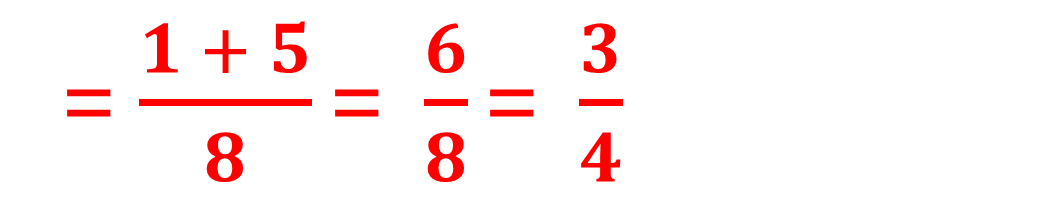 = (1 + 5)/8 = 6/8 = 3/4